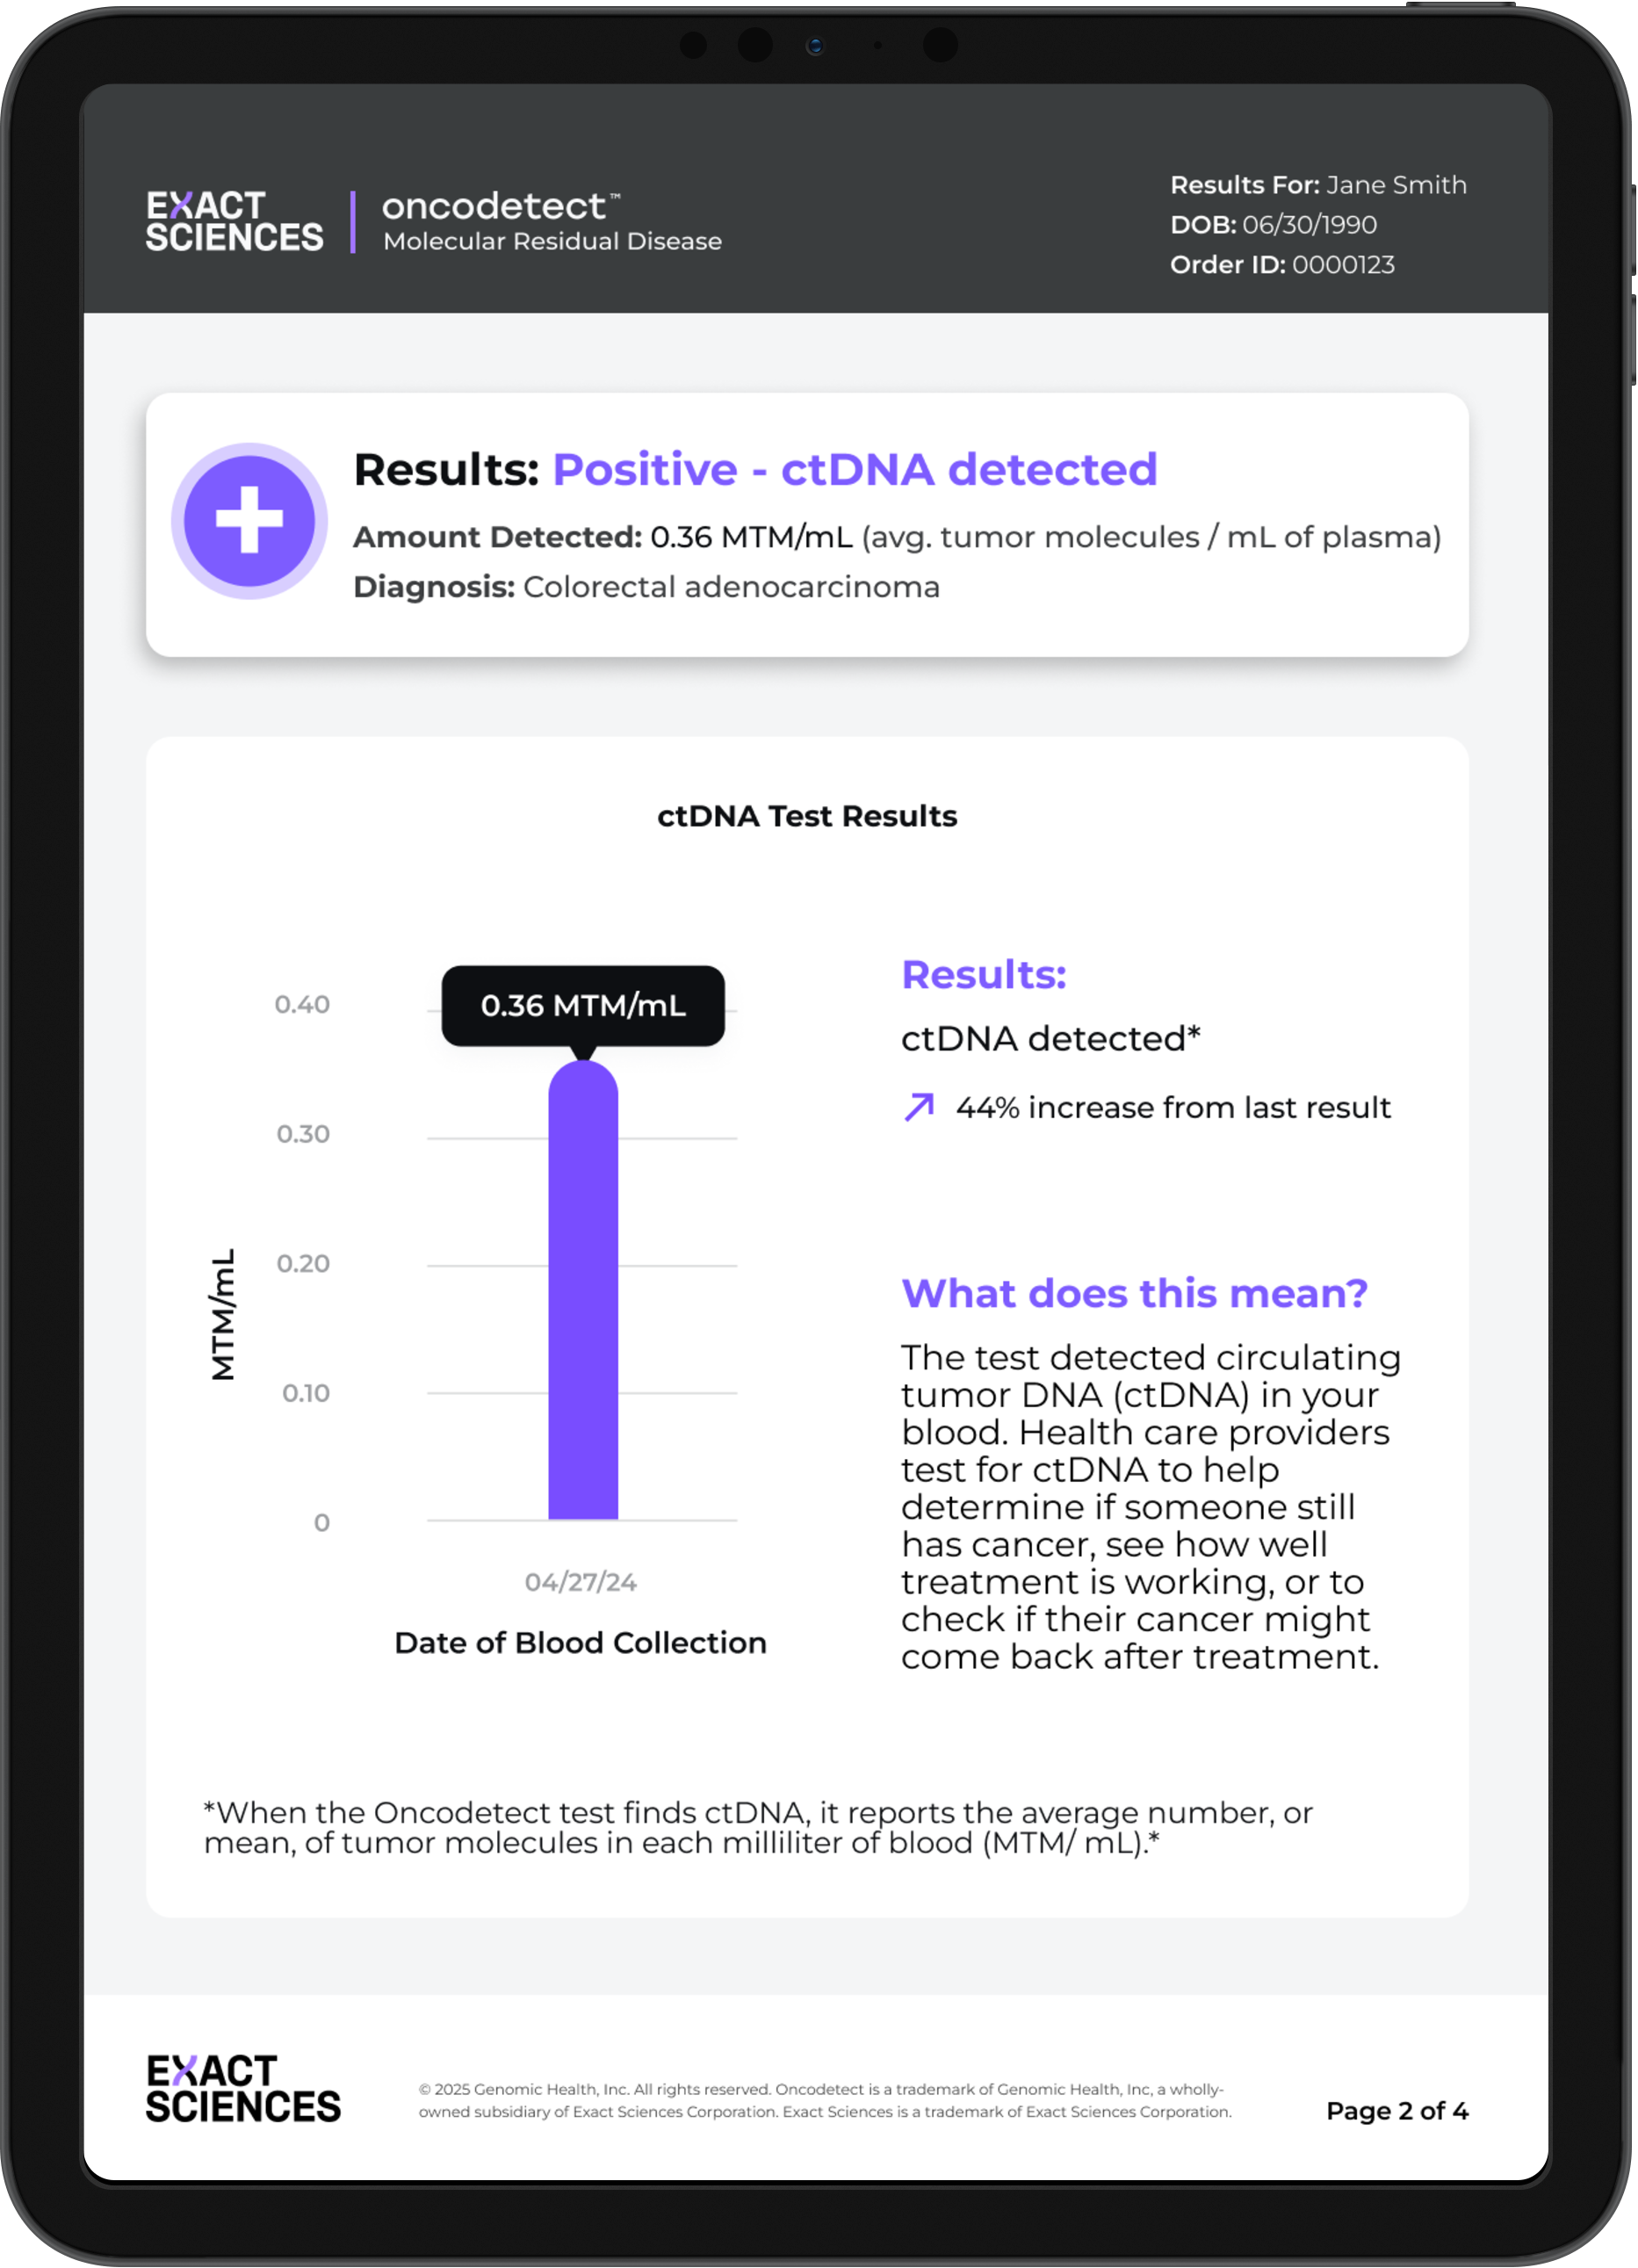 EXACT
SCIENCES
oncodetect™
Molecular Residual Disease
Results For: Jane Smith
DOB: 06/30/1990
Order ID: 0000123
Results: Positive - ctDNA detected
Amount Detected: 0.36 MTM/mL (avg. tumor molecules / mL of plasma)
Diagnosis: Colorectal adenocarcinoma
ctDNA Test Results
0.36 MTM/mL
0.40
0.30
0.20
0.10
0
MTM/mL
04/27/24
Date of Blood Collection
Results:
ctDNA detected*
44% increase from last result
What does this mean?
The test detected circulating
tumor DNA (ctDNA) in your
blood. Health care providers
test for ctDNA to help
determine if someone still
has cancer, see how well
treatment is working, or to
check if their cancer might
come back after treatment.
*When the Oncodetect test finds ctDNA, it reports the average number, or
mean, of tumor molecules in each milliliter of blood (MTM/ mL).*
EXACT
SCIENCES
© 2025 Genomic Health, Inc. All rights reserved. Oncodetect is a trademark of Genomic Health, Inc, a wholly-
owned subsidiary of Exact Sciences Corporation. Exact Sciences is a trademark of Exact Sciences Corporation.
Page 2 of 4